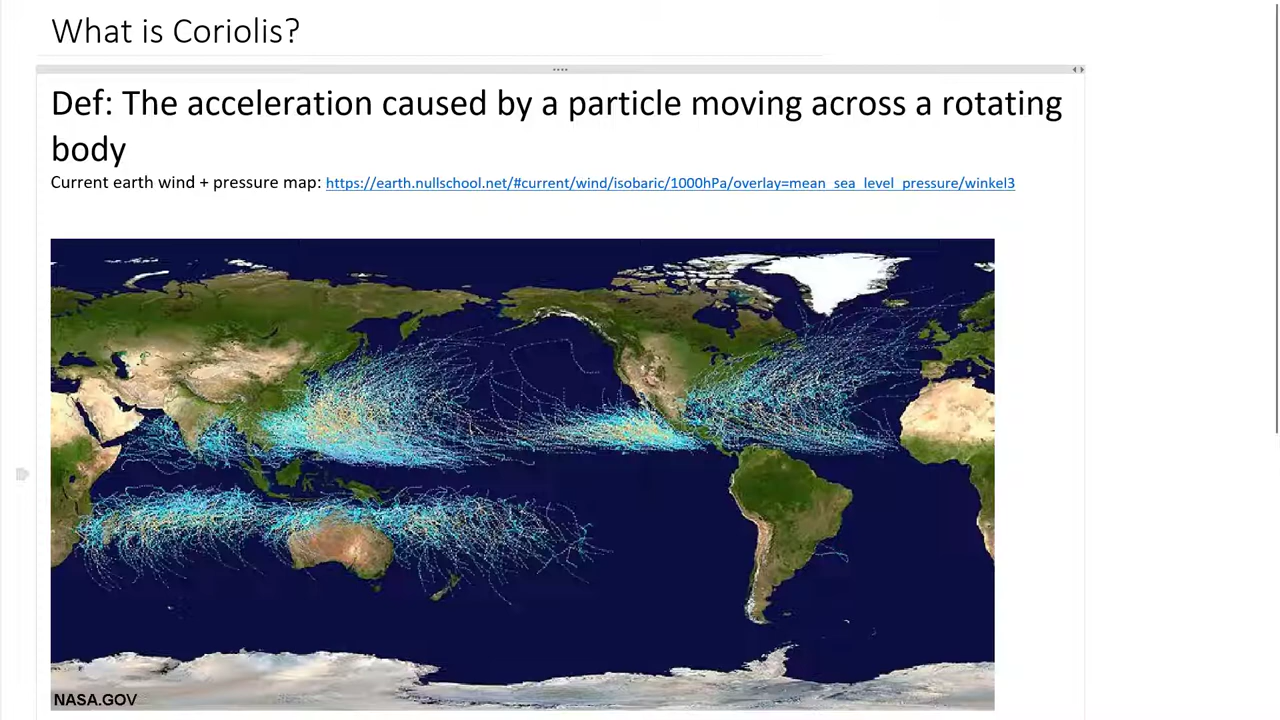 What is Coriolis?
Def: The acceleration caused by a particle moving across a rotating
body
Current earth wind + pressure map: https://earth.nullschool.net/#current/wind/isobaric/1000hPa/overlay=mean_sea_level_pressure/winkel3
NASA.GOV